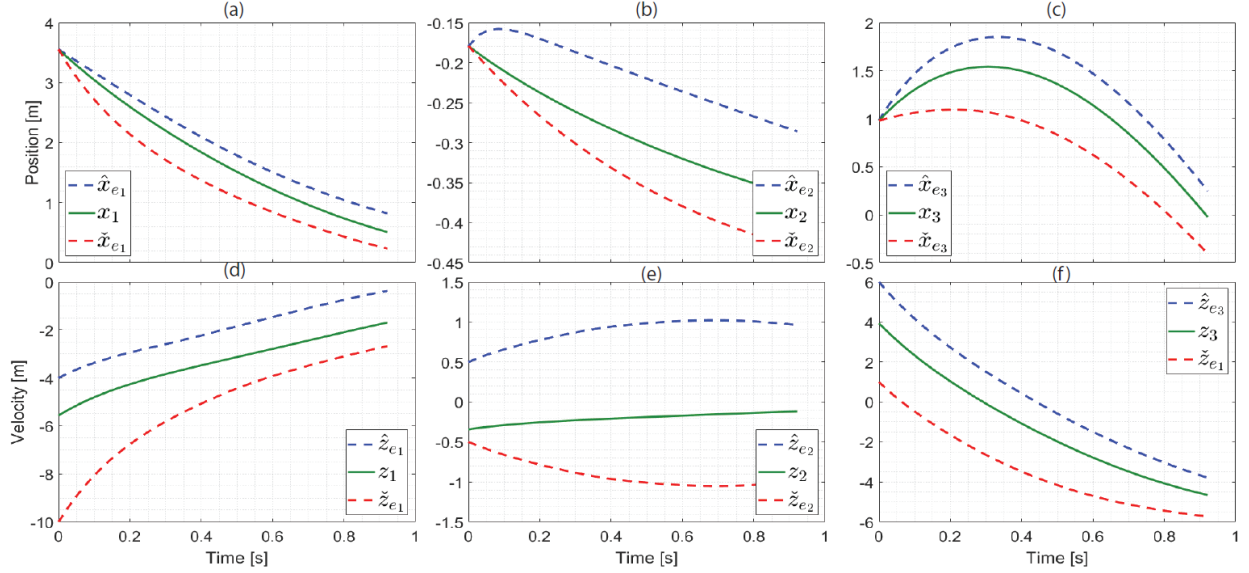 (a)
Position [m]
4
3
2
1
0
x̂e1
x1
x̌e1
(b)
-0.15
-0.2
-0.25
-0.3
-0.35
-0.4
-0.45
x̂e2
x2
x̌e2
(c)
2
1.5
1
0.5
0
-0.5
x̂e3
x3
x̌e3
(d)
Velocity [m]
0
-2
-4
-6
-8
-10
ẑe1
z1
že1
0 0.2 0.4 0.6 0.8 1
Time [s]
(e)
1.5
1
0.5
0
-0.5
-1
-1.5
ẑe2
z2
že2
0 0.2 0.4 0.6 0.8 1
Time [s]
(f)
6
4
2
0
-2
-4
-6
ẑe3
z3
že1
0 0.2 0.4 0.6 0.8 1
Time [s]